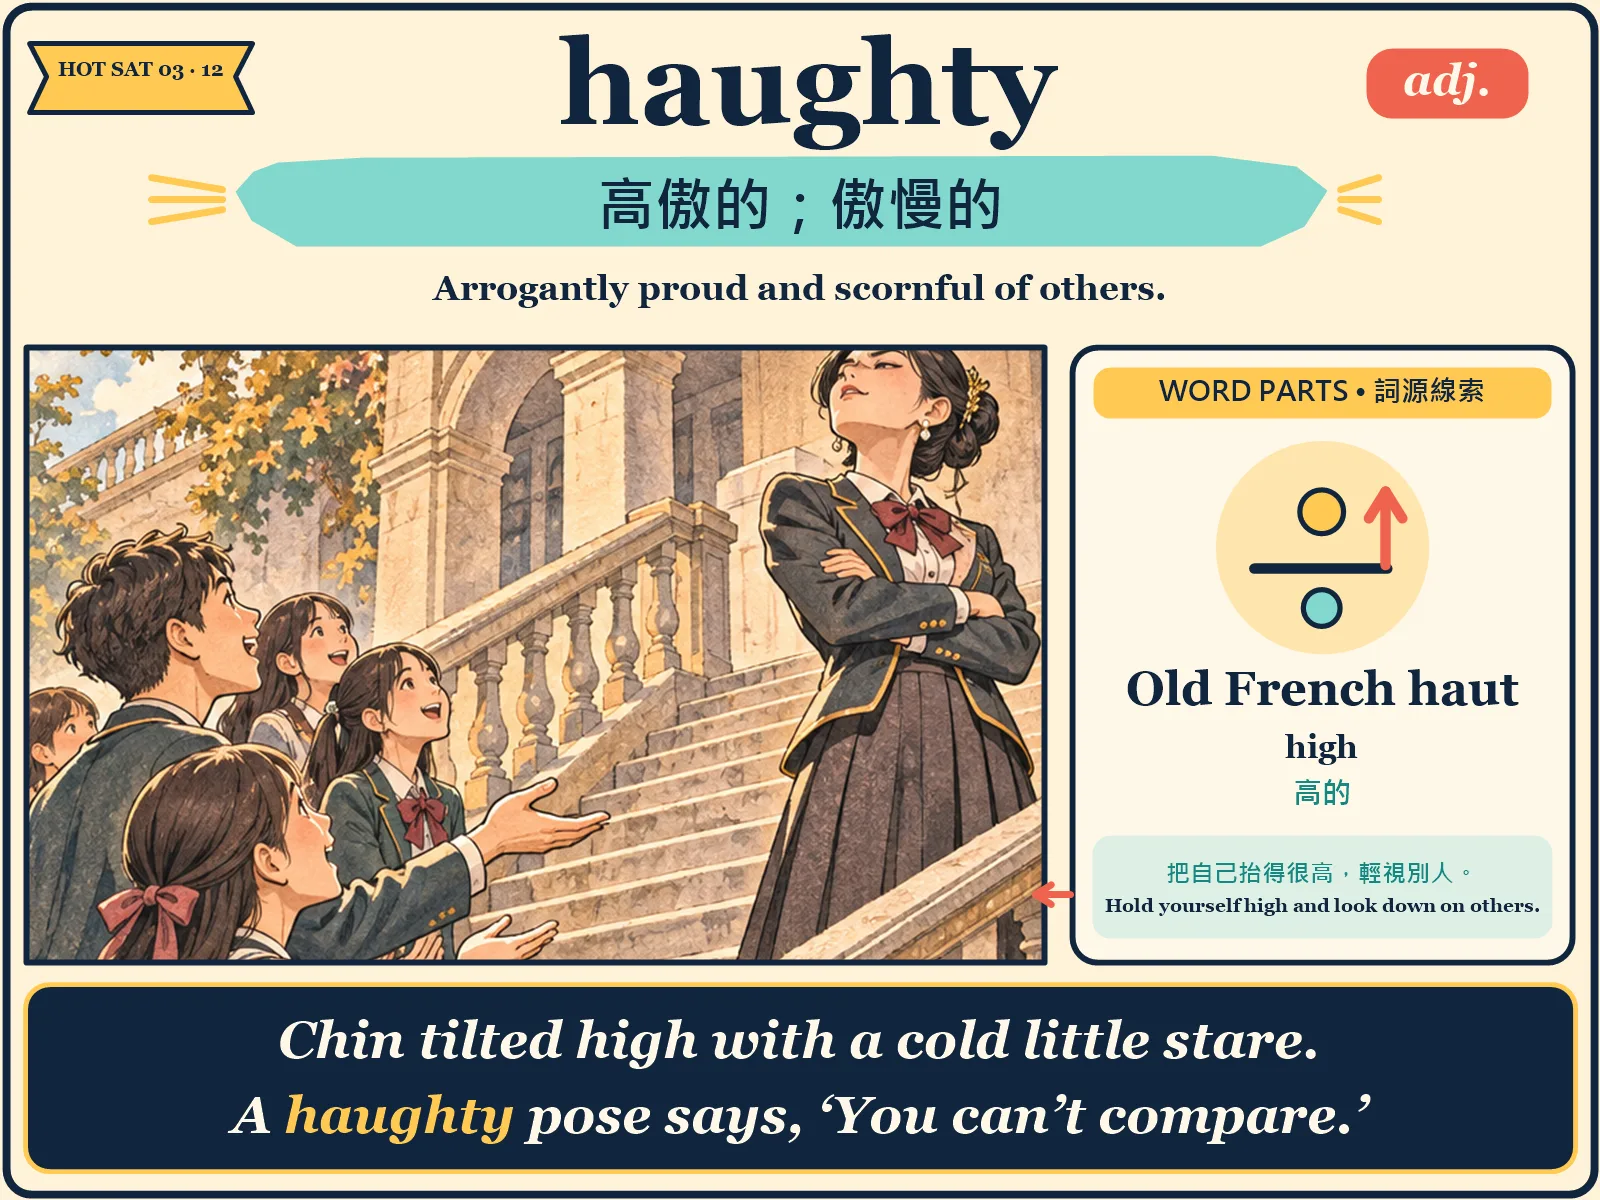 HOT SAT 03 · 12
haughty
adj.
高傲的；傲慢的
Arrogantly proud and scornful of others.
WORD PARTS • 詞源線索
Old French haut
high
高的
把自己抬得很高，輕視別人。
Hold yourself high and look down on others.
Chin tilted high with a cold little stare.
A haughty pose says, ‘You can’t compare.’